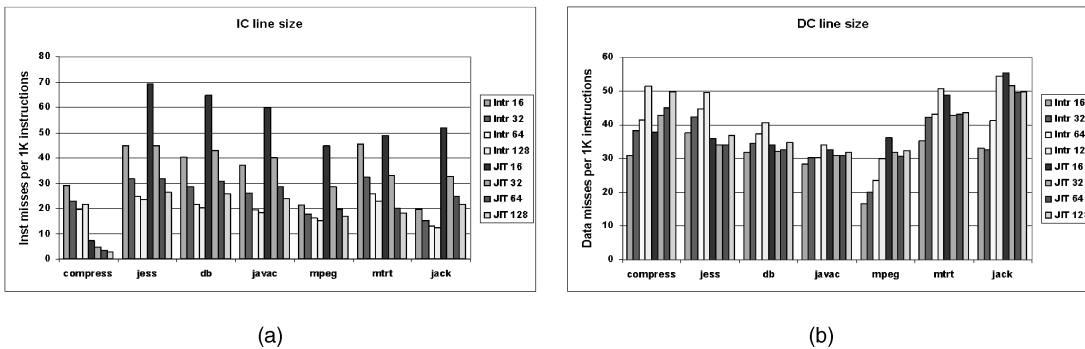 IC line size
Inst misses per 1K instructions
80
70
60
50
40
30
20
10
0
compress
jess
db
javac
mpeg
mtrt
jack
Intr 16
Intr 32
Intr 64
Intr 128
JIT 16
JIT 32
JIT 64
JIT 128
(a)
DC line size
Data misses per 1K instructions
60
50
40
30
20
10
0
compress
jess
db
javac
mpeg
mtrt
jack
Intr 16
Intr 32
Intr 64
Intr 12
JIT 16
JIT 32
JIT 64
JIT 128
(b)